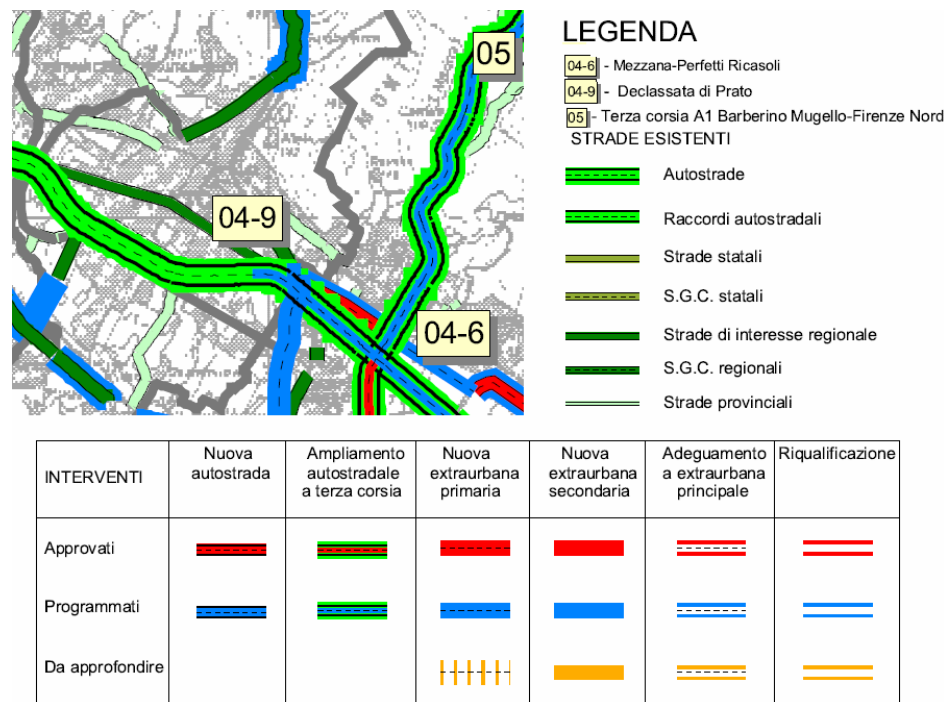 05
04-9
04-6
LEGENDA
04-6 - Mezzana-Perfetti Ricasoli
04-9 - Declassata di Prato
05 - Terza corsia A1 Barberino Mugello-Firenze Nord
STRADE ESISTENTI
Autostrade
Raccordi autostradali
Strade statali
S.G.C. statali
Strade di interesse regionale
S.G.C. regionali
Strade provinciali
INTERVENTI
Nuova
autostrada
Ampliamento
autostradale
a terza corsia
Nuova
extraurbana
primaria
Nuova
extraurbana
secondaria
Adeguamento
a extraurbana
principale
Riqualificazione
Approvati
Programmati
Da approfondire